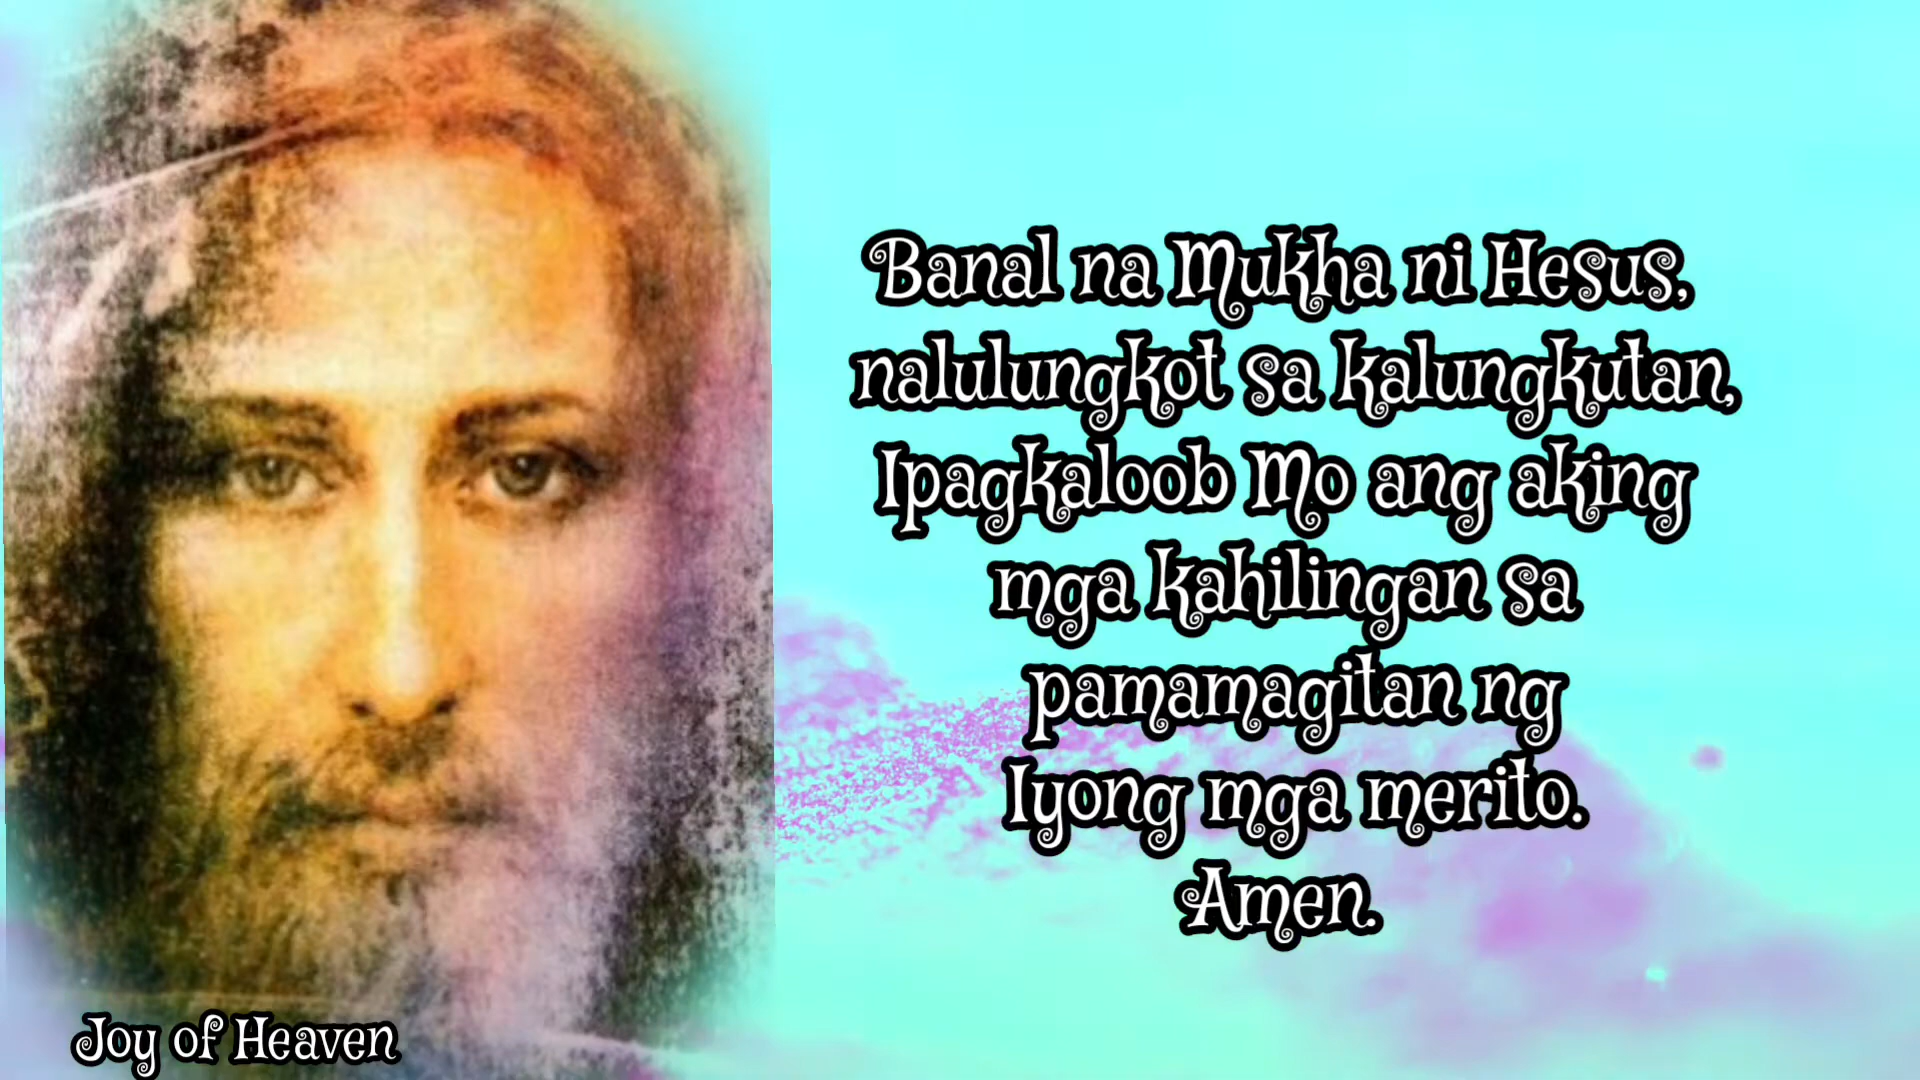 Banal na Mukha ni Hesus,
nalulungkot sa kalungkutan,
Ipagkaloob Mo ang aking
mga kahilingan sa
pamamagitan ng
Iyong mga merito.
Amen.
Joy of Heaven